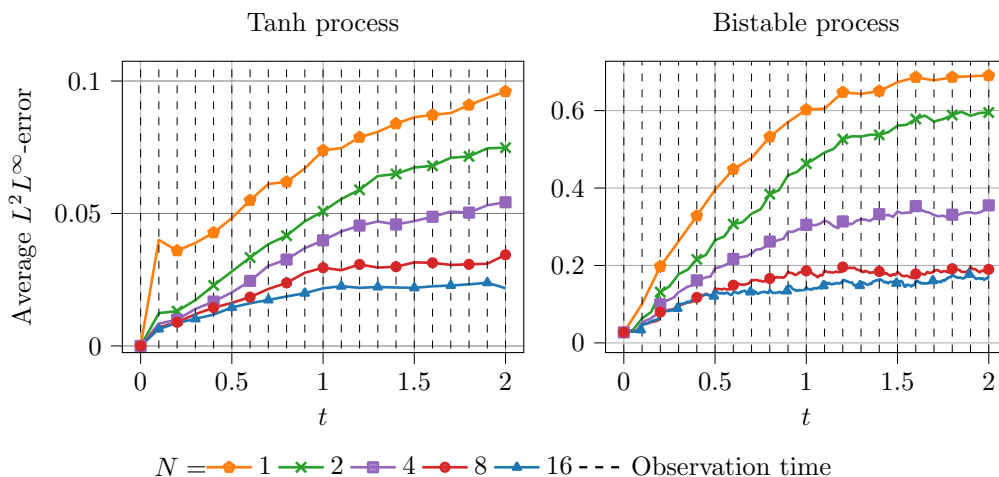 Tanh process
Bistable process
Average L²L^∞-error
0.1
0.05
0
0 0.5 1 1.5 2
t
0.6
0.4
0.2
0
0 0.5 1 1.5 2
t
N = 1 2 4 8 16 Observation time